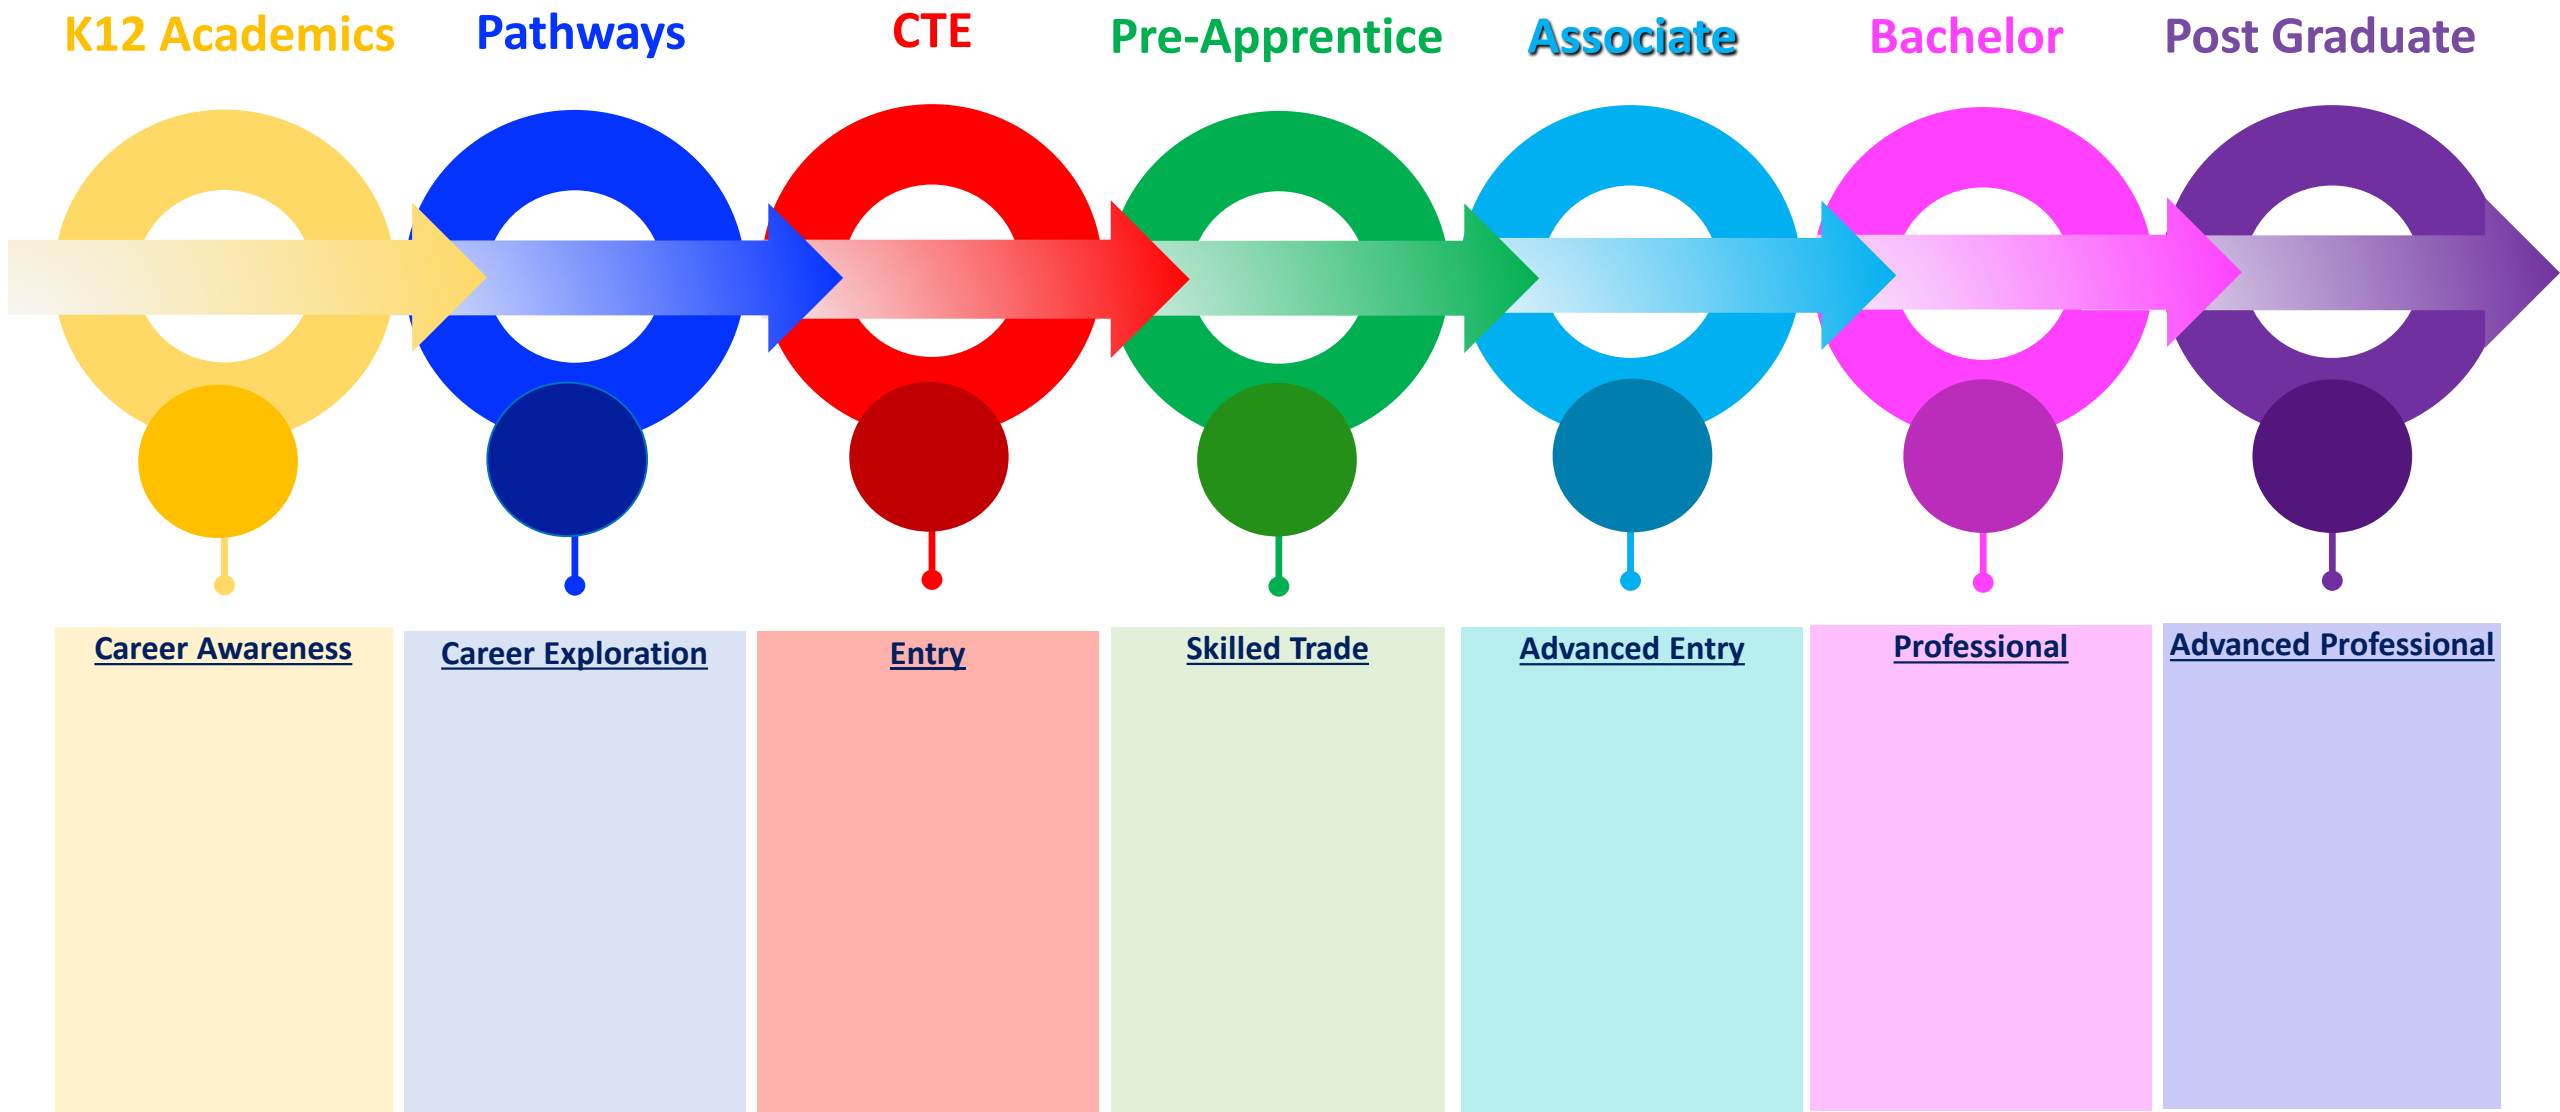 K12 Academics
Pathways
CTE
Pre-Apprentice
Associate
Bachelor
Post Graduate
Career Awareness
Career Exploration
Entry
Skilled Trade
Advanced Entry
Professional
Advanced Professional